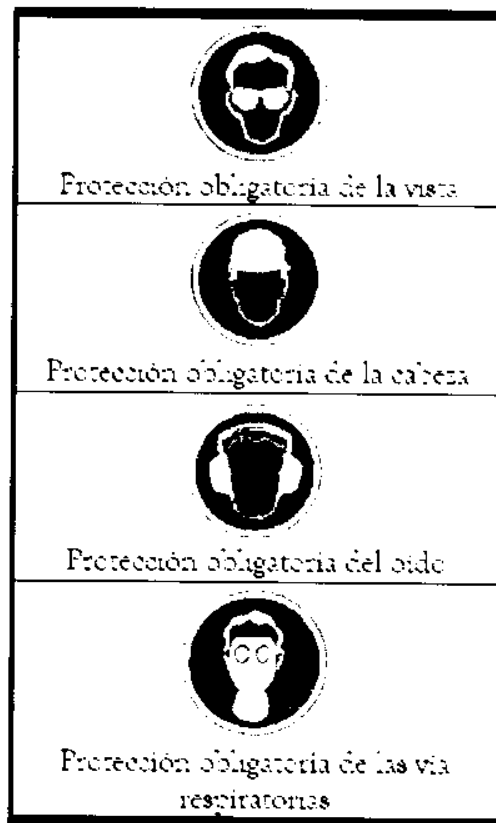 Protección obligatoria de la vista
Protección obligatoria de la cabeza
Protección obligatoria del oído
Protección obligatoria de las vía
respiratorias